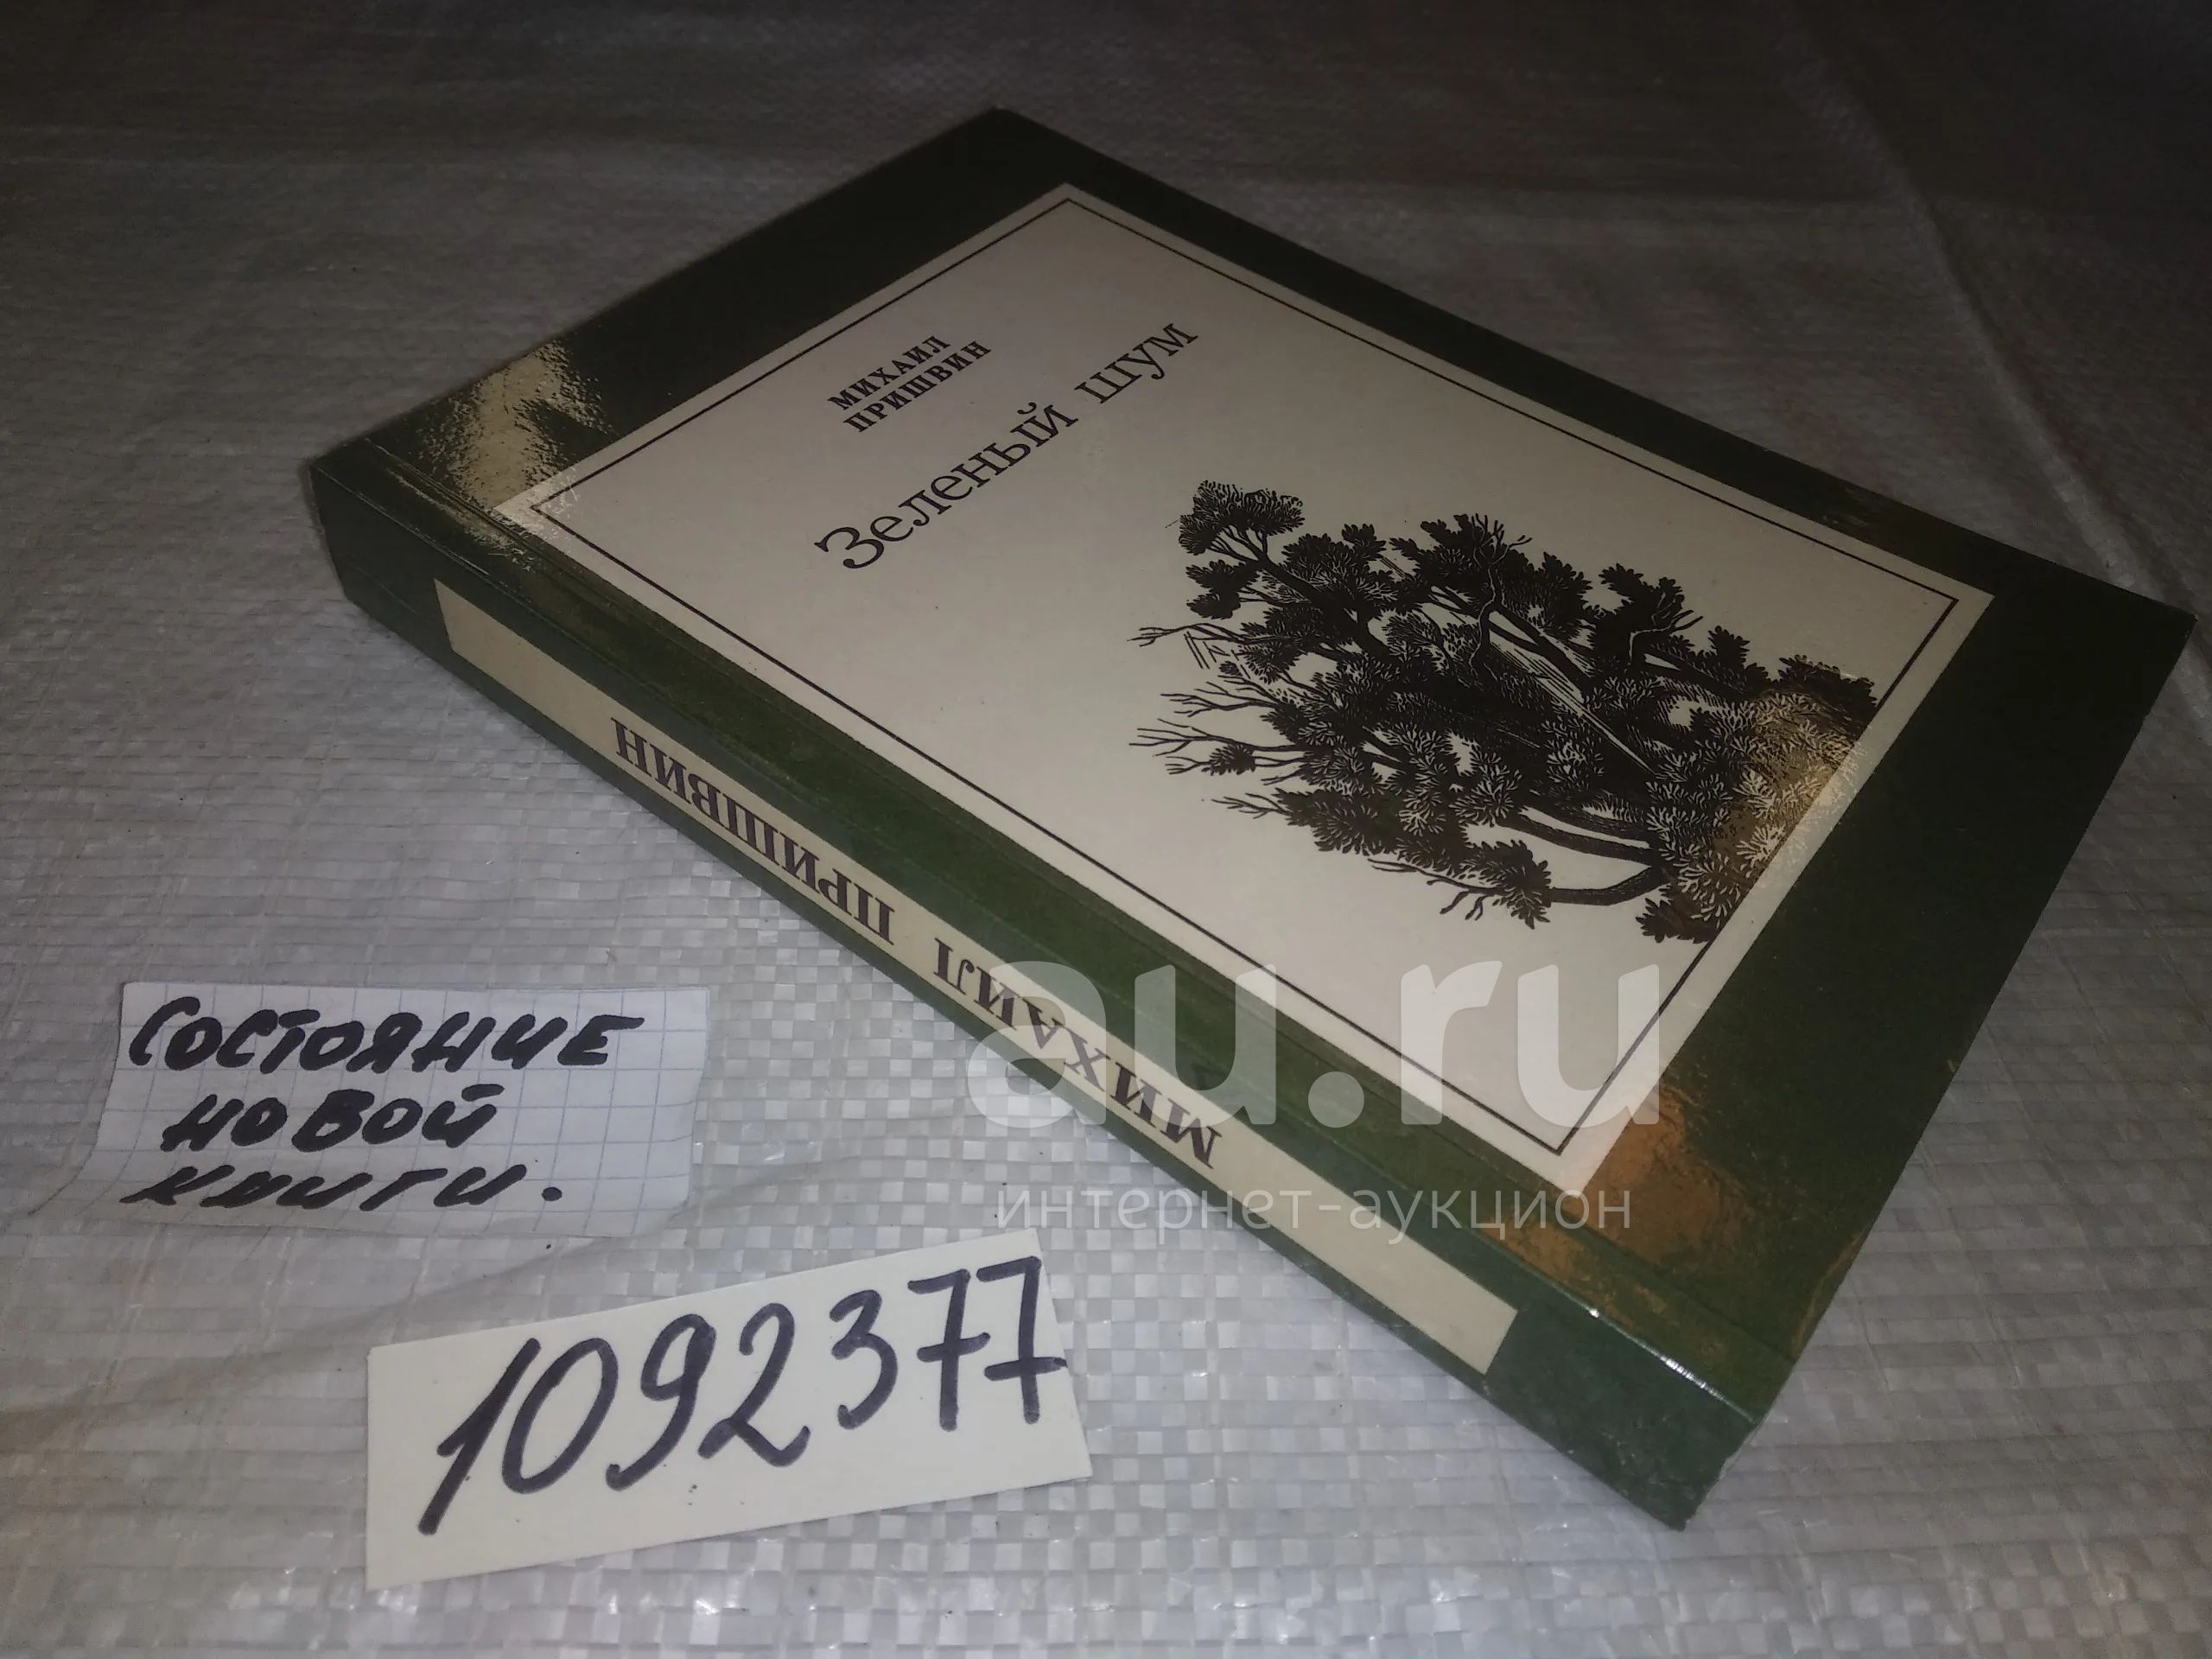 МИХАИЛ
ПРИШВИН
Зеленый шум
МИХАИЛ ПРИШВИН
au.ru
интернет-аукцион
СОСТОЯНИЕ
НОВОЙ
КНИГИ.
1092377